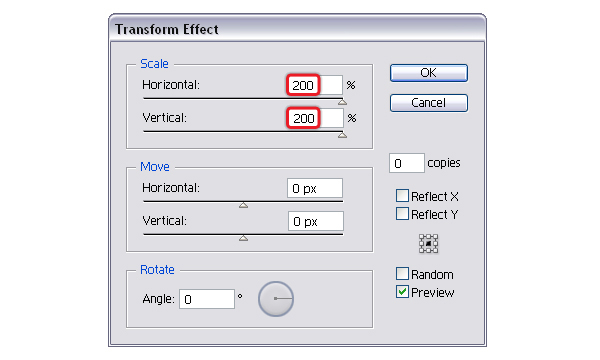 Transform Effect
Scale
Horizontal: 200 %
Vertical: 200 %
Move
Horizontal: 0 px
Vertical: 0 px
Rotate
Angle: 0 °
OK
Cancel
0 copies
Reflect X
Reflect Y
Random
Preview